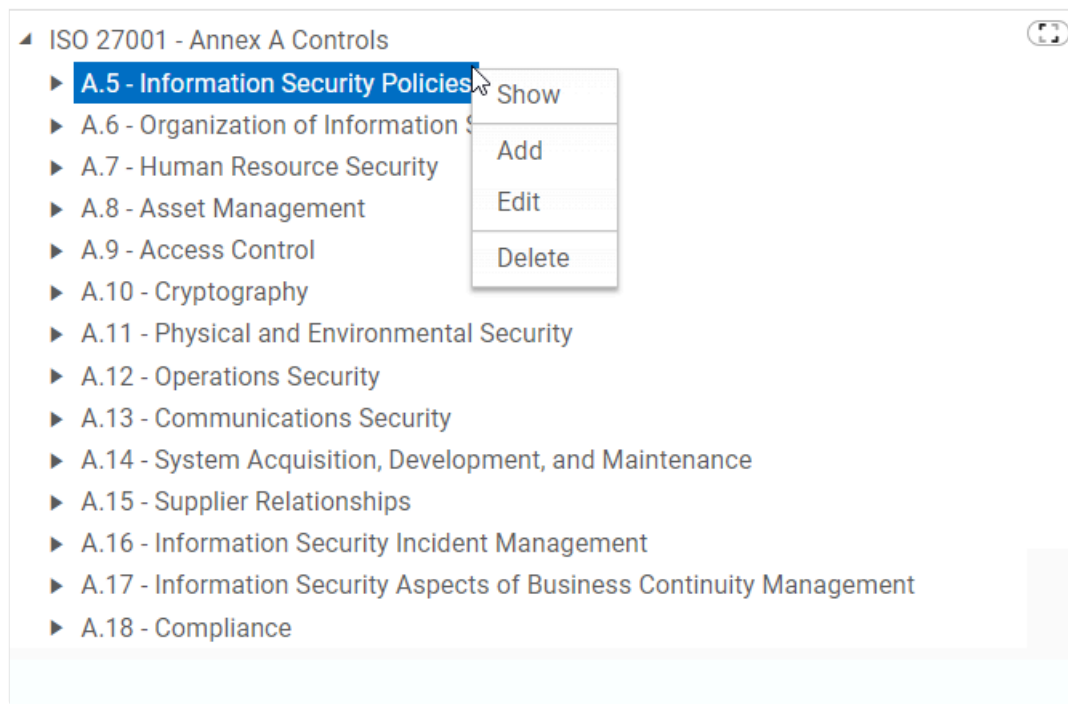 ISO 27001 - Annex A Controls
A.5 - Information Security Policies
Show
A.6 - Organization of Information
Add
A.7 - Human Resource Security
Edit
A.8 - Asset Management
A.9 - Access Control
Delete
A.10 - Cryptography
A.11 - Physical and Environmental Security
A.12 - Operations Security
A.13 - Communications Security
A.14 - System Acquisition, Development, and Maintenance
A.15 - Supplier Relationships
A.16 - Information Security Incident Management
A.17 - Information Security Aspects of Business Continuity Management
A.18 - Compliance